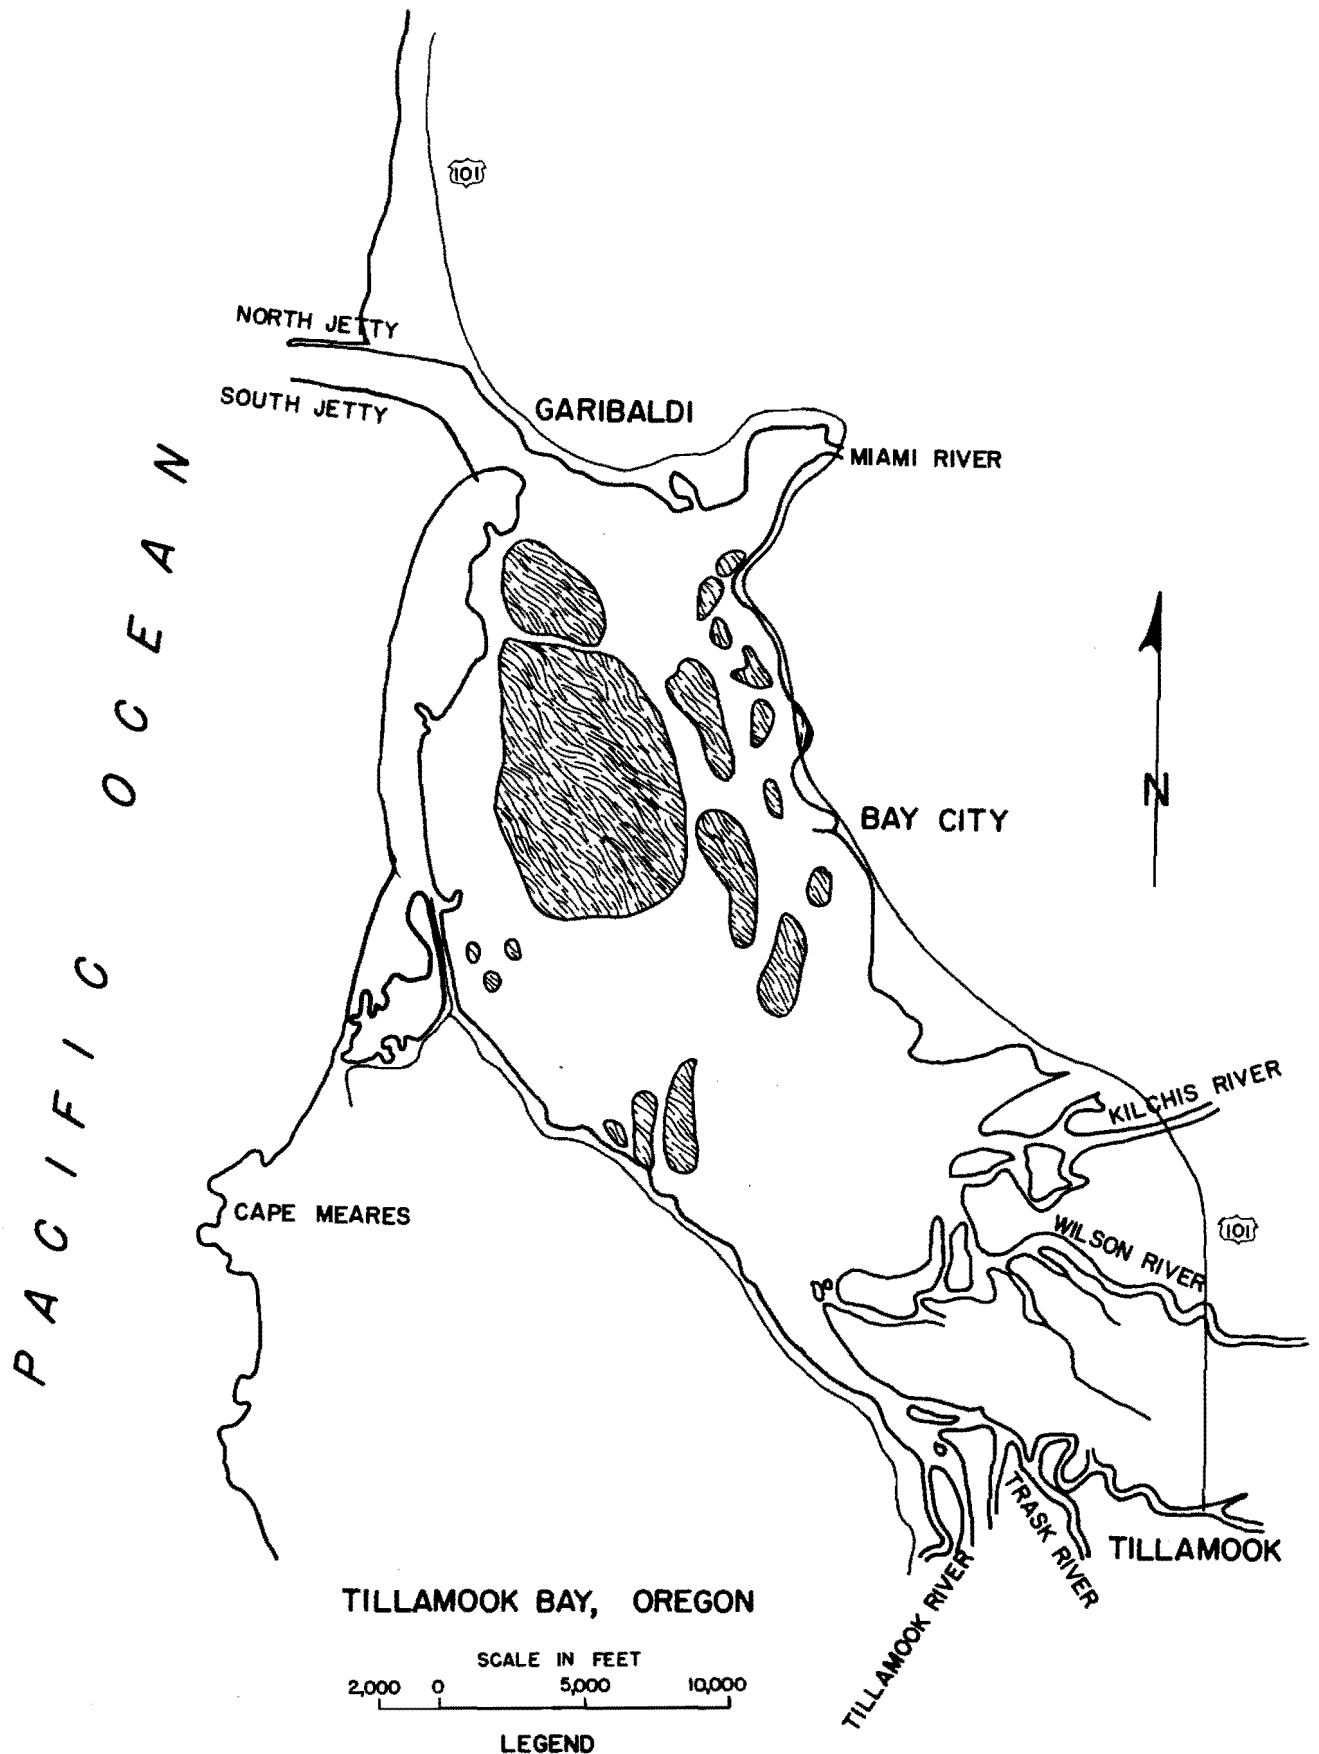 101
NORTH JETTY
SOUTH JETTY
GARIBALDI
MIAMI RIVER
PACIFIC OCEAN
N
BAY CITY
KILCHIS RIVER
CAPE MEARES
WILSON RIVER
101
TRASK RIVER
TILLAMOOK
TILLAMOOK RIVER
TILLAMOOK BAY, OREGON
SCALE IN FEET
2,000 0 5,000 10,000
LEGEND